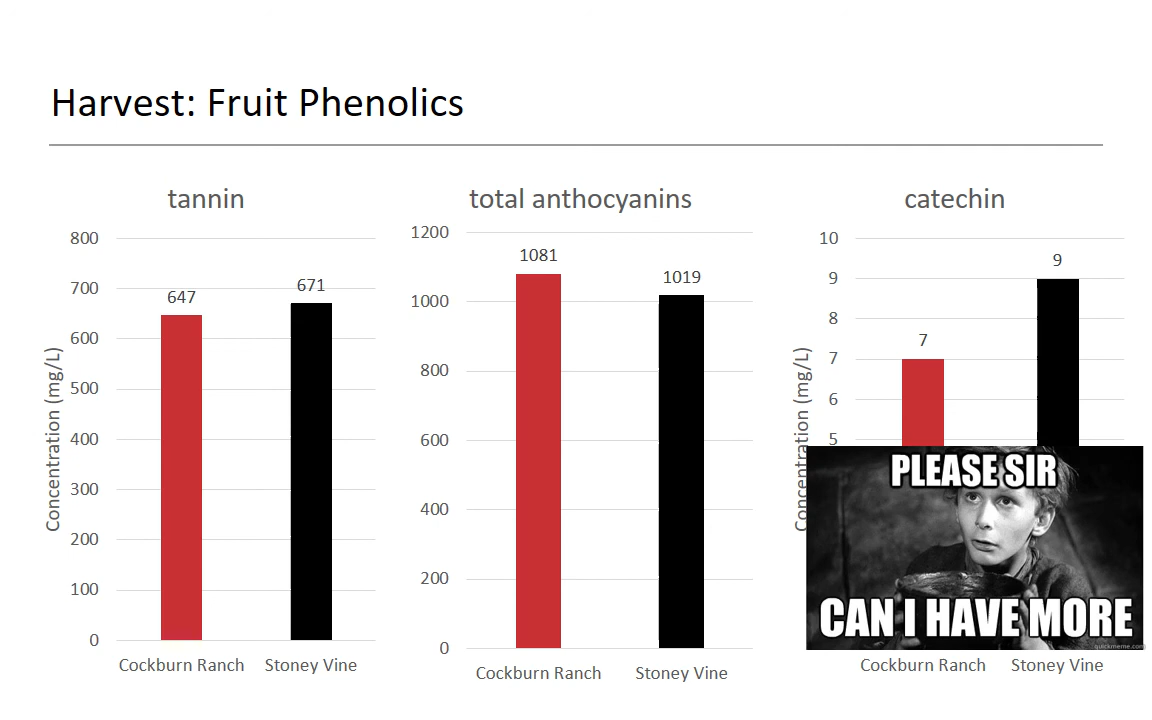 Harvest: Fruit Phenolics
tannin
Concentration (mg/L)
800
700
600
500
400
300
200
100
0
647
671
Cockburn Ranch
Stoney Vine
total anthocyanins
1200
1000
800
600
400
200
0
1081
1019
Cockburn Ranch
Stoney Vine
catechin
Concentration (mg/L)
10
9
8
7
6
5
7
9
PLEASE SIR
CAN I HAVE MORE
quickmeme.com
Cockburn Ranch
Stoney Vine